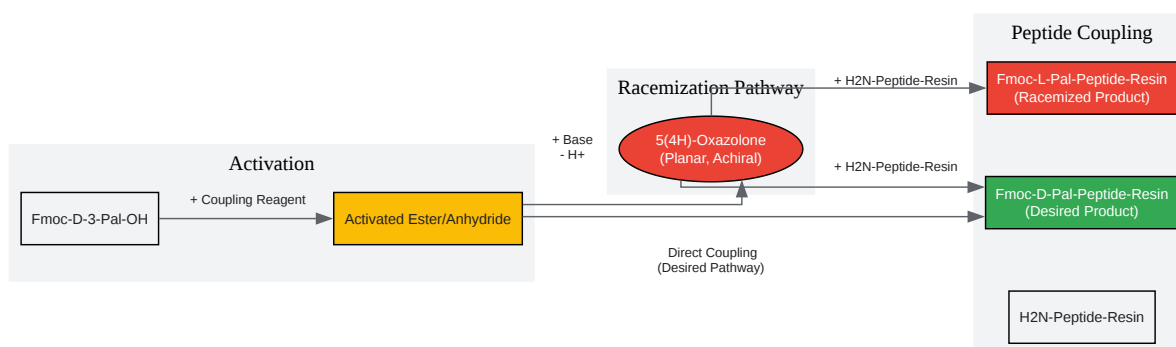 Peptide Coupling
Fmoc-L-Pal-Peptide-Resin
(Racemized Product)
+ H2N-Peptide-Resin
Racemization Pathway
5(4H)-Oxazolone
(Planar, Achiral)
+ Base
- H+
Activation
+ H2N-Peptide-Resin
Fmoc-D-Pal-Peptide-Resin
(Desired Product)
+ Coupling Reagent
Fmoc-D-3-Pal-OH
Activated Ester/Anhydride
Direct Coupling
(Desired Pathway)
H2N-Peptide-Resin